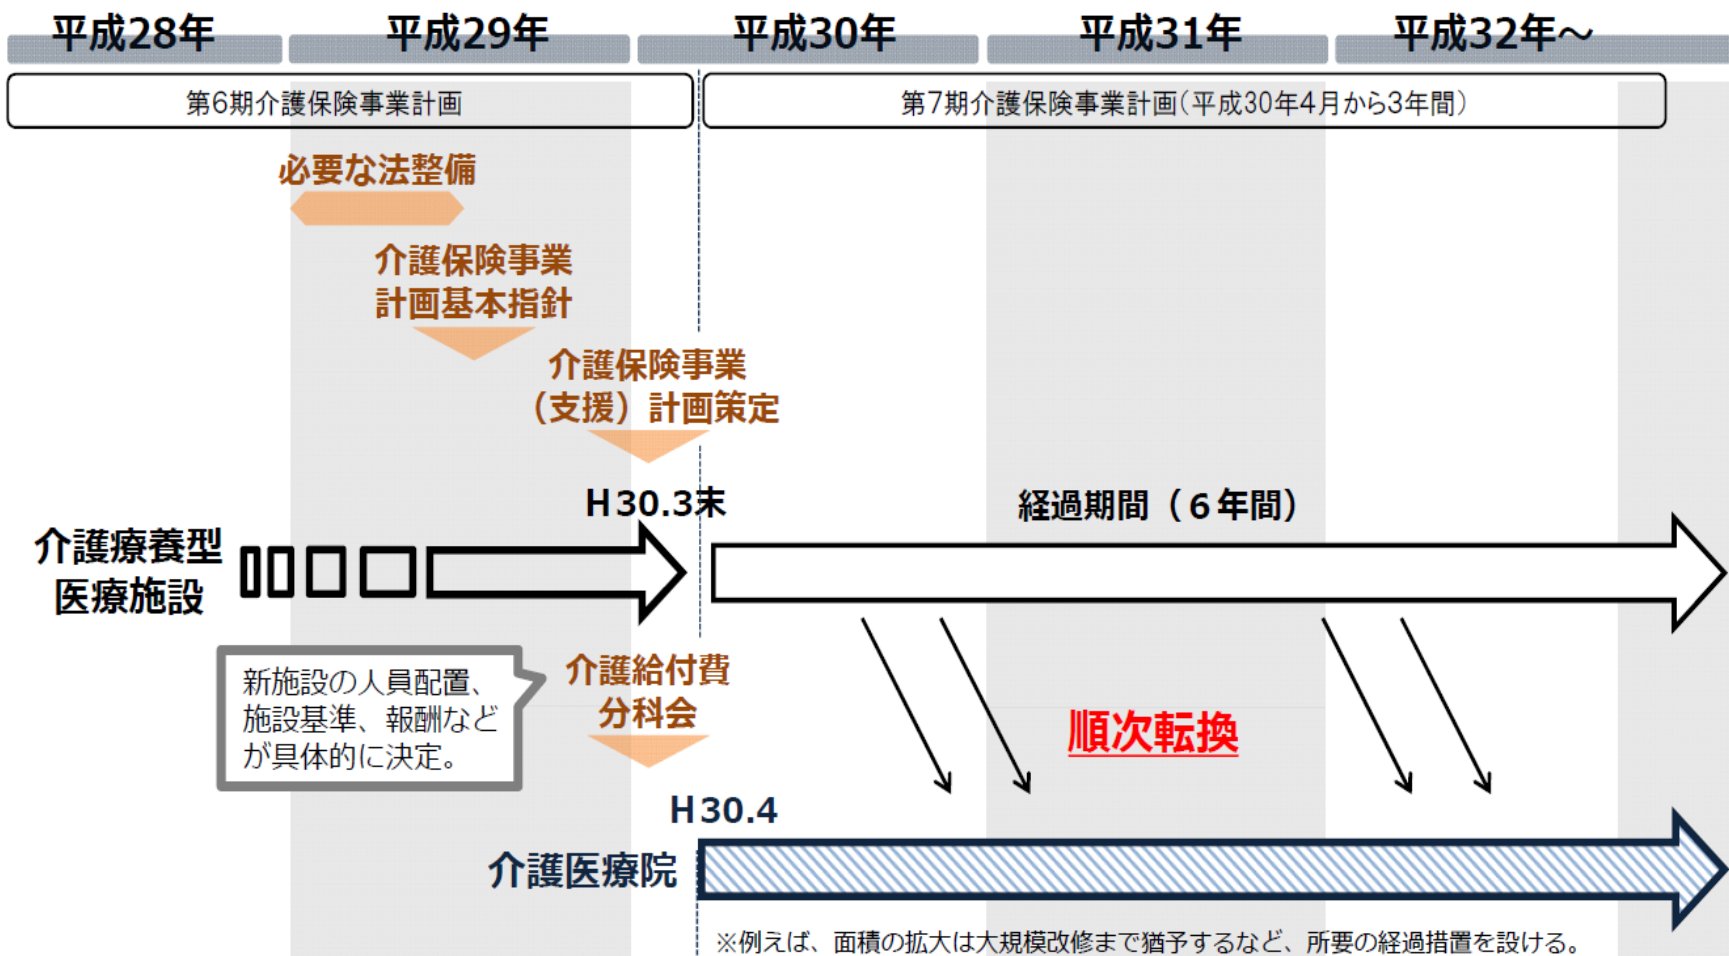 平成28年
平成29年
平成30年
平成31年
平成32年～
第6期介護保険事業計画
第7期介護保険事業計画(平成30年4月から3年間)
必要な法整備
介護保険事業
計画基本指針
介護保険事業
（支援）計画策定
H30.3末
経過期間（６年間）
介護療養型
医療施設
新施設の人員配置、
施設基準、報酬など
が具体的に決定。
介護給付費
分科会
順次転換
H30.4
介護医療院
※例えば、面積の拡大は大規模改修まで猶予するなど、所要の経過措置を設ける。